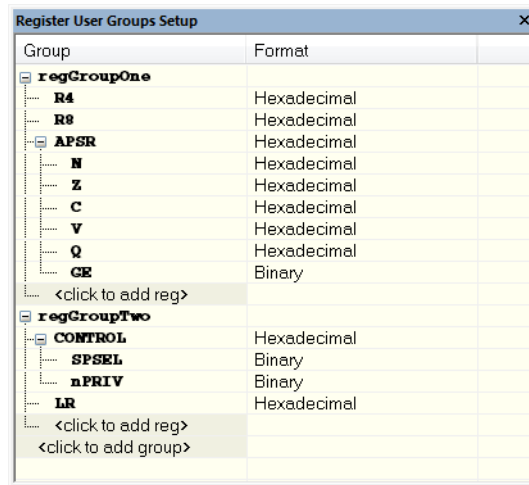 Register User Groups Setup
Group Format
regGroupOne
R4 Hexadecimal
R8 Hexadecimal
APSR Hexadecimal
N Hexadecimal
Z Hexadecimal
C Hexadecimal
V Hexadecimal
Q Hexadecimal
GE Binary
<click to add reg>
regGroupTwo
CONTROL Hexadecimal
SPSEL Binary
nPRIV Binary
LR Hexadecimal
<click to add reg>
<click to add group>